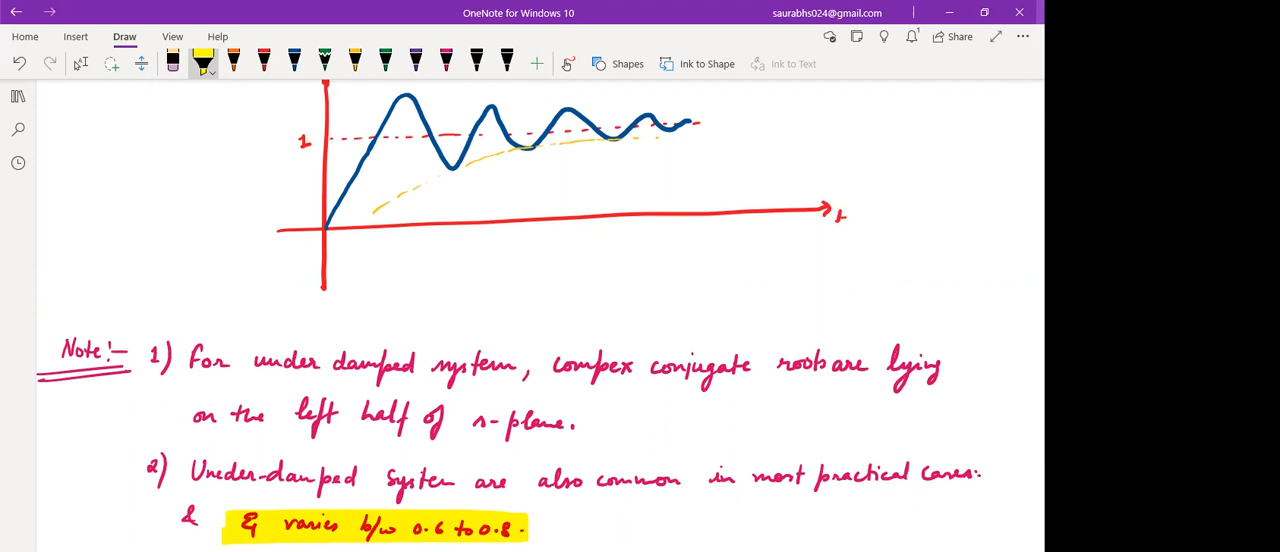 OneNote for Windows 10
saurabhs024@gmail.com
Home Insert Draw View Help
Share
Shapes Ink to Shape Ink to Text
1
t
Note:- 1) For under damped system, compex conjugate roots are lying
on the left half of s-plane.
2) Uneder-damped system are also common in most practical cases.
& ξ varies b/w 0.6 to 0.8.